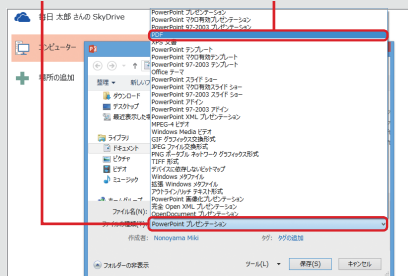 毎日 太郎 さんの SkyDrive
コンピューター
場所の追加
整理
新しい
ダウンロード
デスクトップ
最近表示した
ライブラリ
ドキュメント
ピクチャ
ビデオ
ミュージック
PowerPoint プレゼンテーション
PowerPoint マクロ有効プレゼンテーション
PowerPoint 97-2003 プレゼンテーション
PDF
XPS 文書
PowerPoint テンプレート
PowerPoint マクロ有効テンプレート
PowerPoint 97-2003 テンプレート
Office テーマ
PowerPoint スライド ショー
PowerPoint マクロ有効スライド ショー
PowerPoint 97-2003 スライド ショー
PowerPoint アドイン
PowerPoint 97-2003 アドイン
PowerPoint XML プレゼンテーション
MPEG-4 ビデオ
Windows Media ビデオ
GIF グラフィックス交換形式
JPEG ファイル交換形式
PNG ポータブル ネットワーク グラフィックス形式
TIFF 形式
デバイスに依存しないビットマップ
Windows メタファイル
拡張 Windows メタファイル
アウトライン/リッチ テキスト形式
PowerPoint 画像化プレゼンテーション
完全 Open XML プレゼンテーション
OpenDocument プレゼンテーション
ファイル名(N):
PowerPoint プレゼンテーション
作成者: Nonoyama Miki タグ: タグの追加
フォルダーの非表示 ツール(L) 保存(S) キャンセル